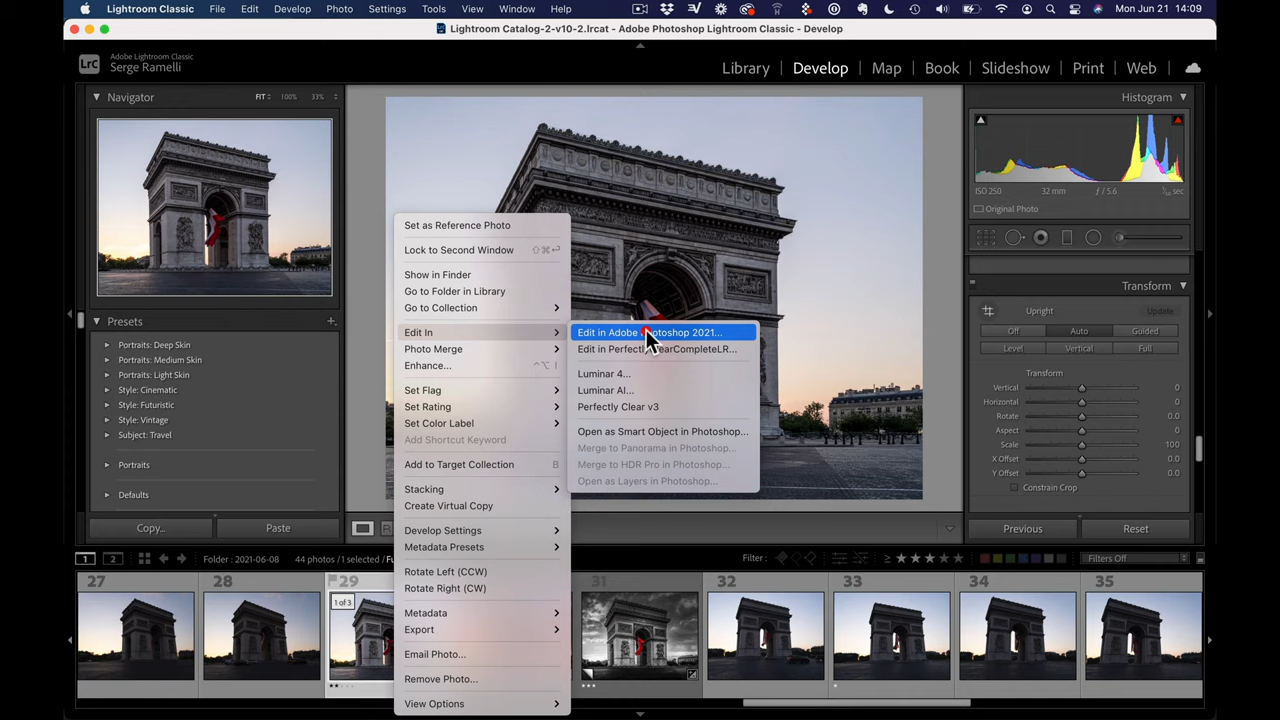 Lightroom Classic File Edit Develop Photo Settings Tools View Window Help Mon Jun 21 14:09
Lightroom Catalog-2-v10-2.lrcat - Adobe Photoshop Lightroom Classic - Develop
LrC
Adobe Lightroom Classic
Serge Ramelli
Library | Develop | Map | Book | Slideshow | Print | Web
Navigator FIT 100% 33%
Presets
Portraits: Deep Skin
Portraits: Medium Skin
Portraits: Light Skin
Style: Cinematic
Style: Futuristic
Style: Vintage
Subject: Travel
Portraits
Defaults
Copy... Paste
Set as Reference Photo
Lock to Second Window
Show in Finder
Go to Folder in Library
Go to Collection
Edit In
Photo Merge
Enhance...
Set Flag
Set Rating
Set Color Label
Add Shortcut Keyword
Add to Target Collection B
Stacking
Create Virtual Copy
Develop Settings
Metadata Presets
Rotate Left (CCW)
Rotate Right (CW)
Metadata
Export
Email Photo...
Remove Photo...
View Options
Edit in Adobe 2021...
Edit in
Luminar 4...
Luminar AI...
Perfectly Clear v3
Open as Smart Object in Photoshop...
Merge to Panorama in Photoshop...
Merge to HDR Pro in Photoshop...
Open as Layers in Photoshop...
Histogram
ISO 250 32 mm ƒ / 5.6 sec
Original Photo
Transform
Upright Update
Off Auto Guided
Level Vertical Full
Transform
Vertical 0
Horizontal 0
Rotate 0.0
Aspect 0
Scale 100
X Offset 0.0
Y Offset 0.0
Constrain Crop
Previous Reset
1 2 Folder : 2021-06-08 44 photos / 1 selected / Filter : ≥ ★★★★★ Filters Off
27 28 29 31 32 33 34 35
1 of 3